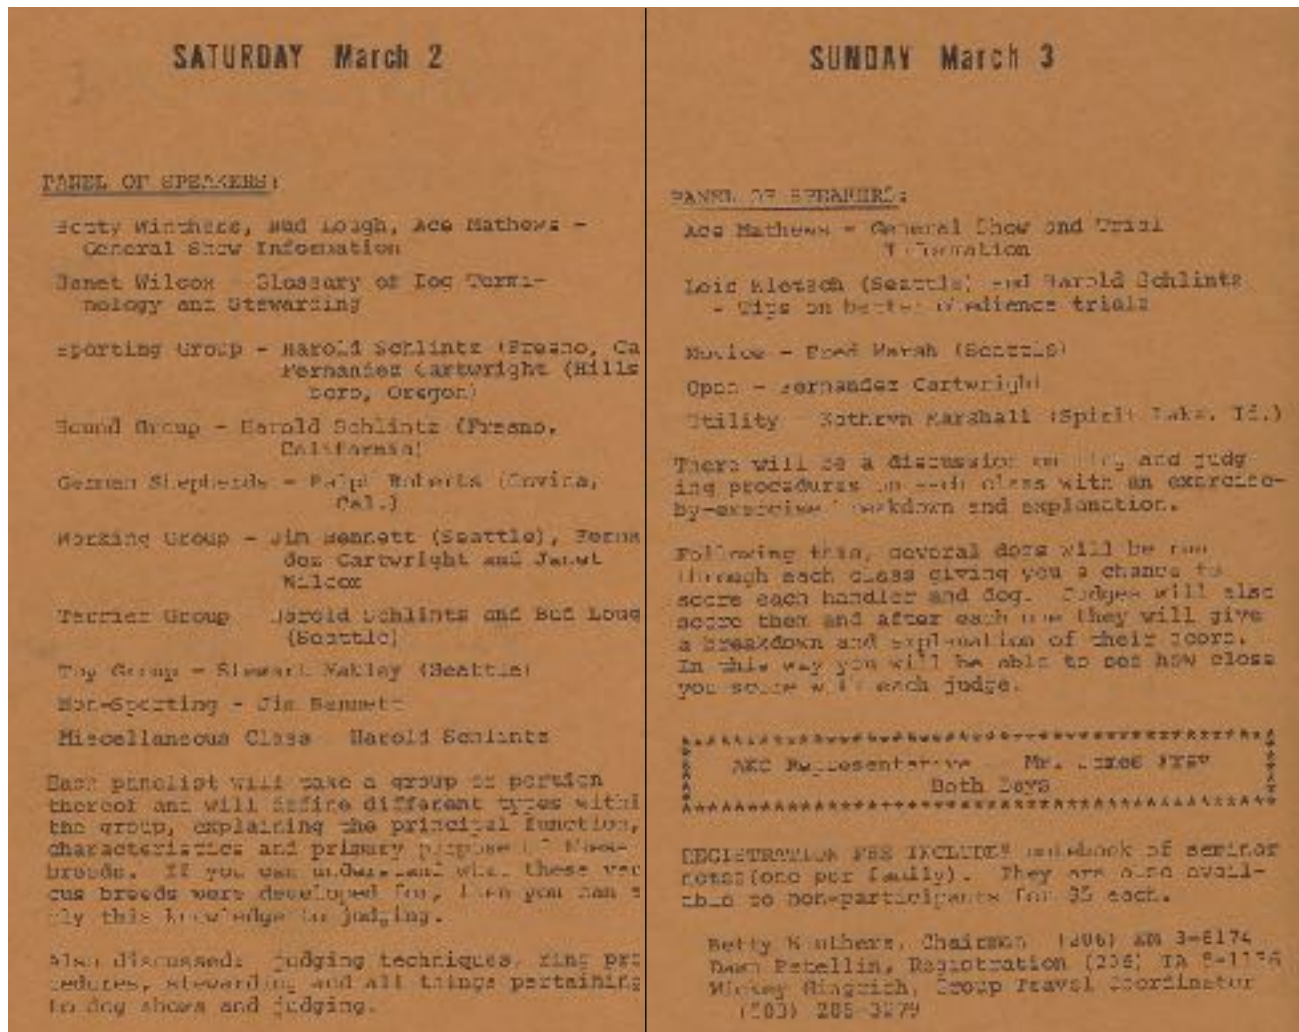 SATURDAY March 2
PANEL OF SPEAKERS:
Betty Winthers, Bud Lough, Ace Mathews -
General Show Information
Janet Wilcox - Glossary of Dog Termi-
nology and Stewarding
Sporting Group - Harold Schlintz (Fresno, Ca
Fernandez Cartwright (Hills
boro, Oregon)
Hound Group - Harold Schlintz (Fresno,
California)
German Shepherds - Ralph Roberts (Covina,
Cal.)
Working Group - Jim Bennett (Seattle), Ferna
dez Cartwright and Janet
Wilcox
Terrier Group Harold Schlintz and Bud Loug
(Seattle)
Toy Group - Stewart (Seattle)
Non-Sporting - Jim Bennett
Miscellaneous Class Harold Schlintz
Each panelist will take a group or portion
thereof and will define different types withi
the group, explaining the principal function,
characteristics and primary purpose of these
breeds. If you can understand what these var
ous breeds were developed for, then you can a
ply this knowledge to judging.
Also discussed: judging techniques, ring pro
cedures, stewarding and all things pertaining
to dog shows and judging.
SUNDAY March 3
PANEL OF SPEAKERS:
Ace Mathews - General Show and Trial
Information
Lois Klotsch (Seattle) and Harold Schlintz
- Tips on better obedience trials
Novice - Fred Marsh (Seattle)
Open - Fernandez Cartwright
Utility Kathryn Marshall (Spirit Lake, Id.)
There will be a discussion on ring and judg
ing procedures in each class with an exercise-
by-exercise breakdown and explanation.
Following this, several dogs will be run
through each class giving you a chance to
score each handler and dog. Judges will also
score them and after each one they will give
a breakdown and explanation of their score.
In this way you will be able to see how close
you score with each judge.
AKC Representative - Mr. James
Both Days
REGISTRATION FEE INCLUDES notebook of seminar
notes(one per family). They are also avail-
able to non-participants for $5 each.
Betty Winthers, Chairman (206) 3-6174
Dawn Petellin, Registration (206) TA
Mickey Gingrich, Group Travel Coordinator
(503) 286-3279